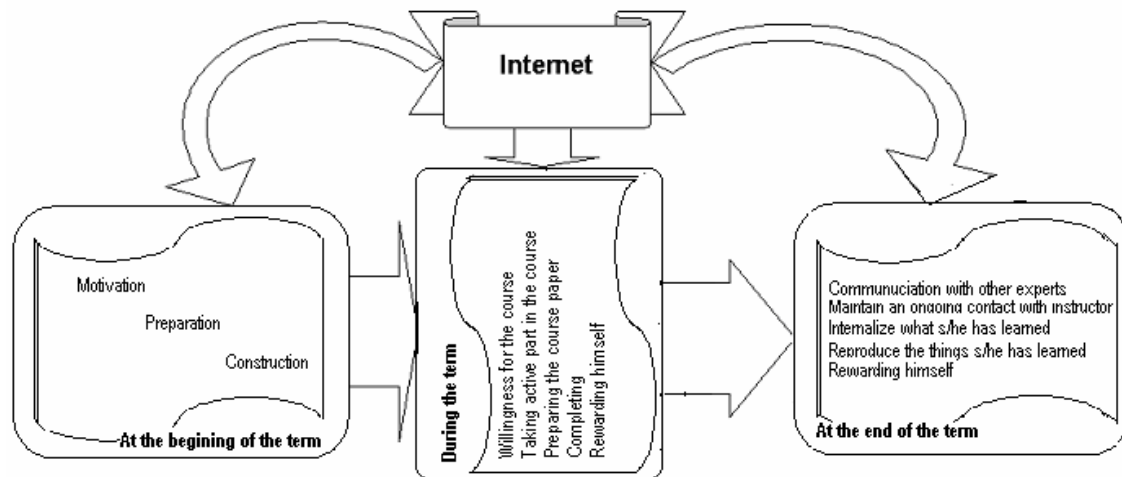 Internet
Motivation
Preparation
Construction
At the begining of the term
During the term
Willingness for the course
Taking active part in the course
Preparing the course paper
Completing
Rewarding himself
Communuciation with other experts
Maintain an ongoing contact with instructor
Internalize what s/he has learned
Reproduce the things s/he has learned
Rewarding himself
At the end of the term